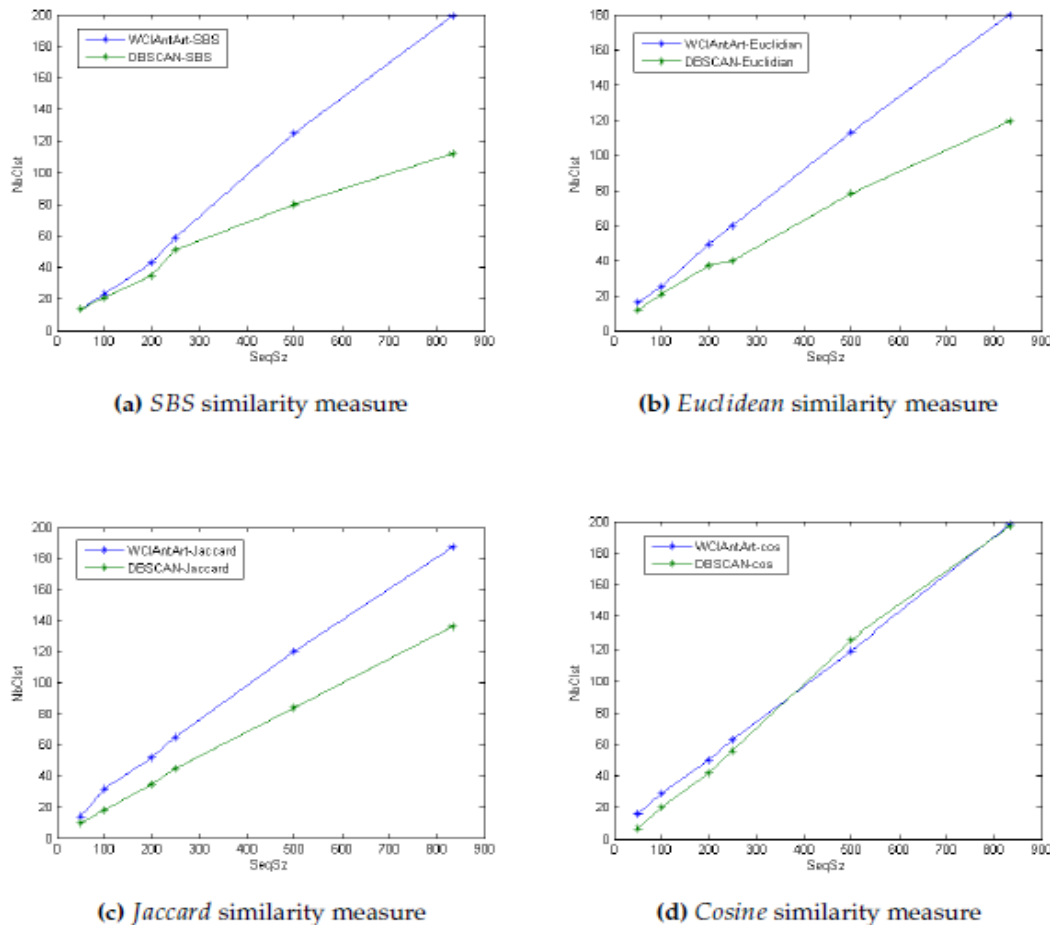 200
180
160
140
120
100
80
60
40
20
0
NbClst
WClAntArt-SBS
DBSCAN-SBS
0 100 200 300 400 500 600 700 800 900
SeqSz
(a) SBS similarity measure
180
160
140
120
100
80
60
40
20
0
NbClst
WClAntArt-Euclidian
DBSCAN-Euclidian
0 100 200 300 400 500 600 700 800 900
SeqSz
(b) Euclidean similarity measure
200
180
160
140
120
100
80
60
40
20
0
NbClst
WClAntArt-Jaccard
DBSCAN-Jaccard
0 100 200 300 400 500 600 700 800 900
SeqSz
(c) Jaccard similarity measure
200
180
160
140
120
100
80
60
40
20
0
NbClst
WClAntArt-cos
DBSCAN-cos
0 100 200 300 400 500 600 700 800 900
SeqSz
(d) Cosine similarity measure